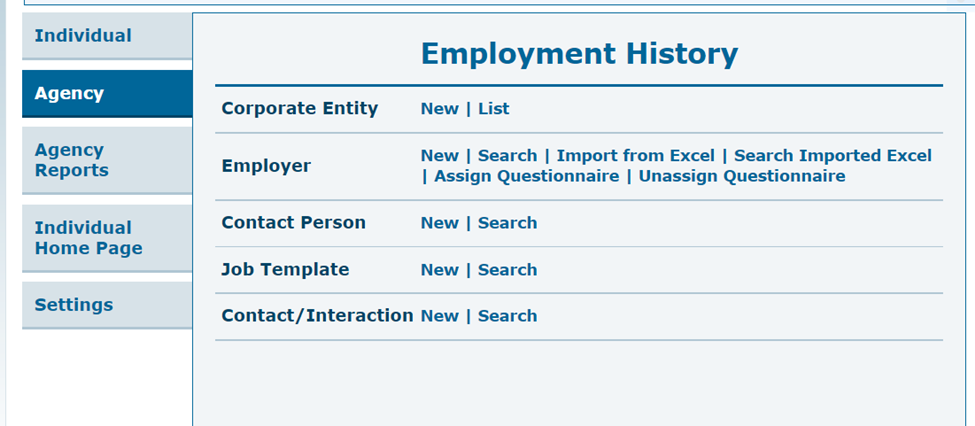 Individual
Agency
Agency
Reports
Individual
Home Page
Settings
Employment History
Corporate Entity New | List
Employer New | Search | Import from Excel | Search Imported Excel
| Assign Questionnaire | Unassign Questionnaire
Contact Person New | Search
Job Template New | Search
Contact/Interaction New | Search